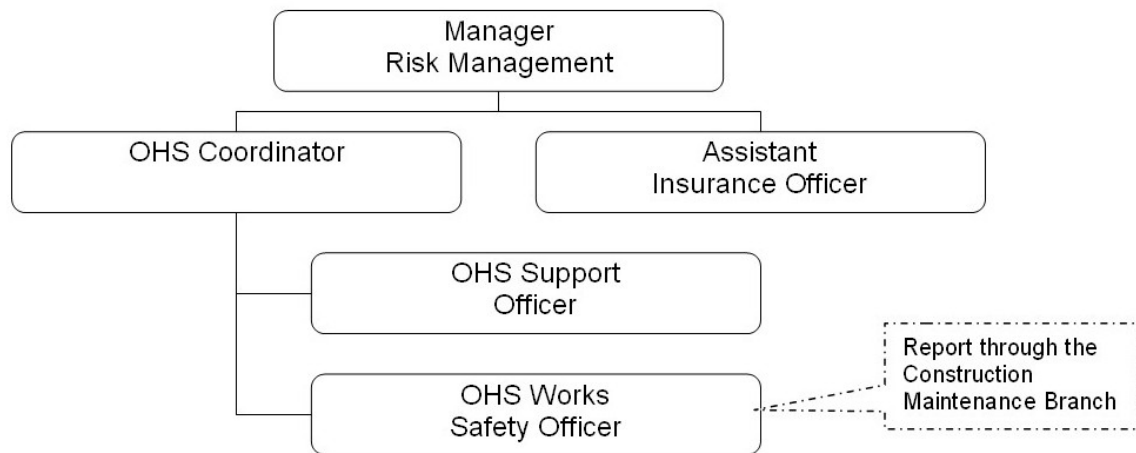 Manager
Risk Management
OHS Coordinator
Assistant
Insurance Officer
OHS Support
Officer
OHS Works
Safety Officer
Report through the
Construction
Maintenance Branch